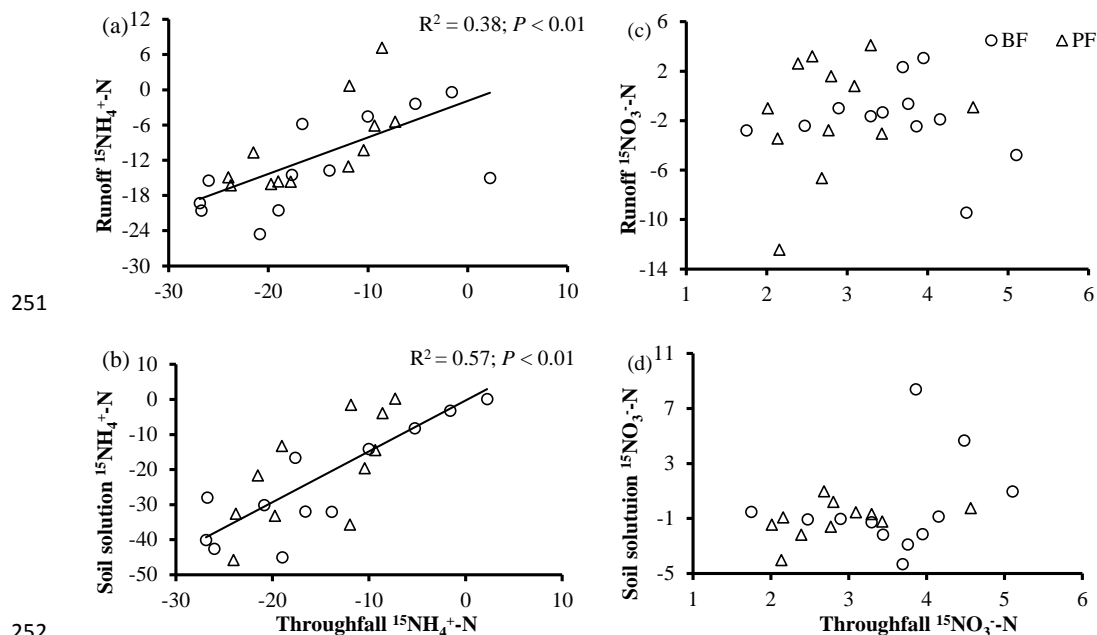 (a)
R² = 0.38; P < 0.01
12
6
0
-6
-12
-18
-24
-30
-30 -20 -10 0 10
Runoff ¹⁵NH₄⁺-N
(c)
BF PF
6
2
-2
-6
-10
-14
1 2 3 4 5 6
Runoff ¹⁵NO₃⁻-N
251
(b)
R² = 0.57; P < 0.01
10
0
-10
-20
-30
-40
-50
-30 -20 -10 0 10
Soil solution ¹⁵NH₄⁺-N
Throughfall ¹⁵NH₄⁺-N
(d)
11
7
3
-1
-5
1 2 3 4 5 6
Soil solutuion ¹⁵NO₃⁻-N
Throughfall ¹⁵NO₃⁻-N
252